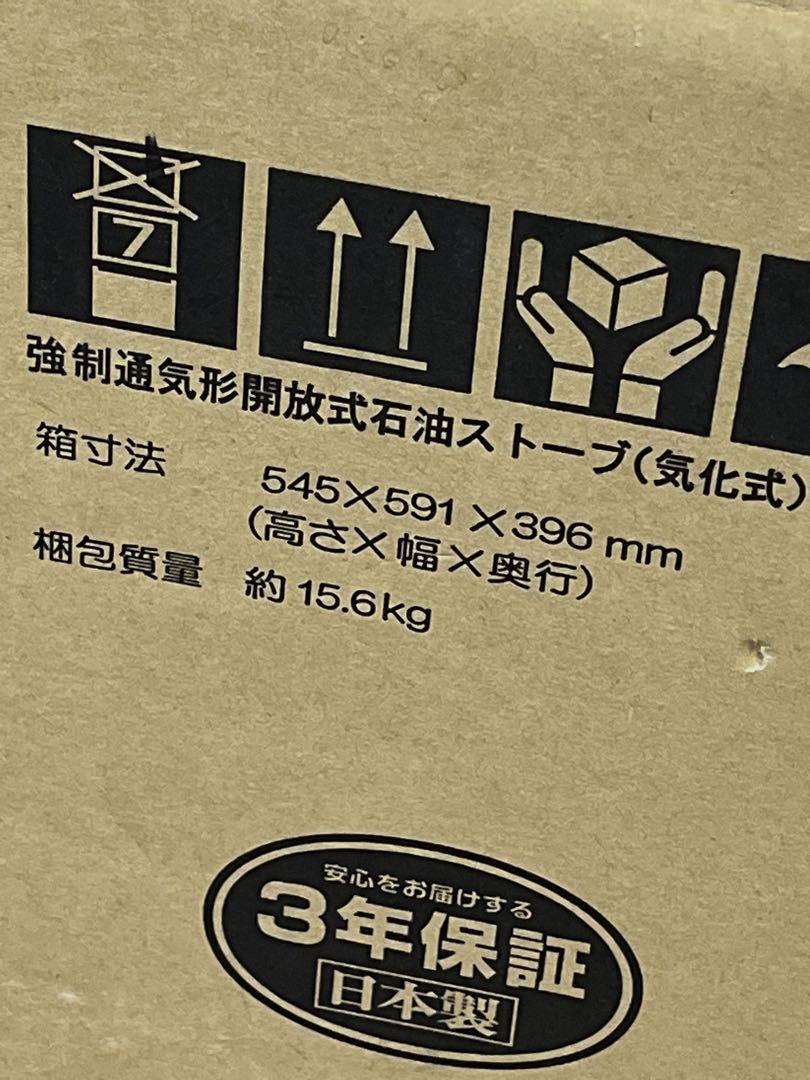 7
強制通気形開放式石油ストーブ(気化式)
箱寸法 545×591×396mm
(高さ×幅×奥行)
梱包質量 約15.6kg
安心をお届けする
3年保証
日本製